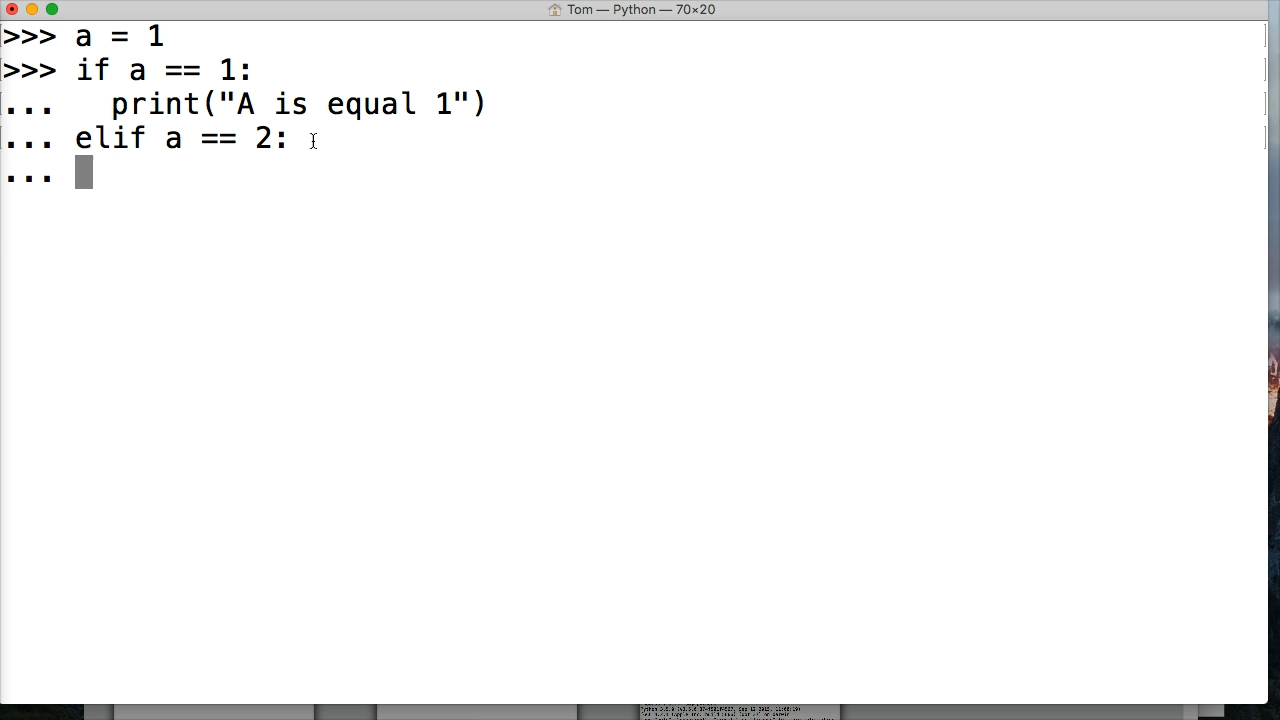 Tom — Python — 70×20
>>> a = 1
>>> if a == 1:
...   print("A is equal 1")
... elif a == 2:
...